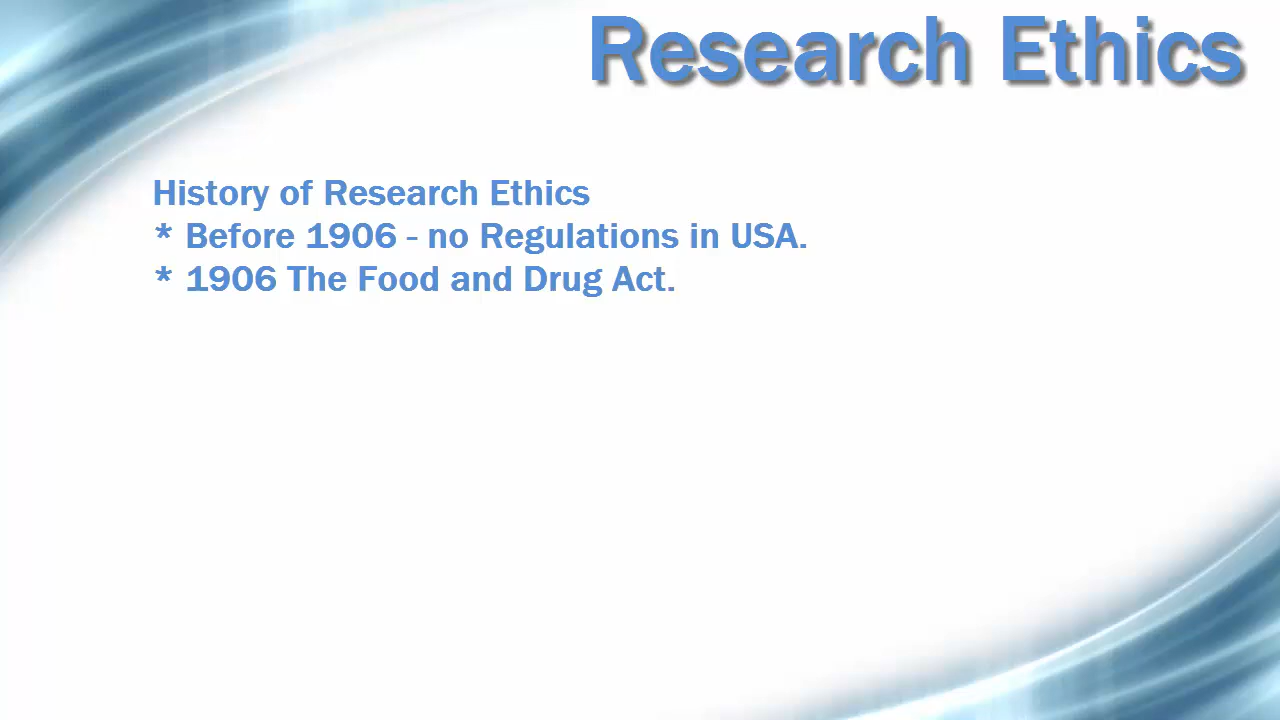 Research Ethics
History of Research Ethics
* Before 1906 - no Regulations in USA.
* 1906 The Food and Drug Act.